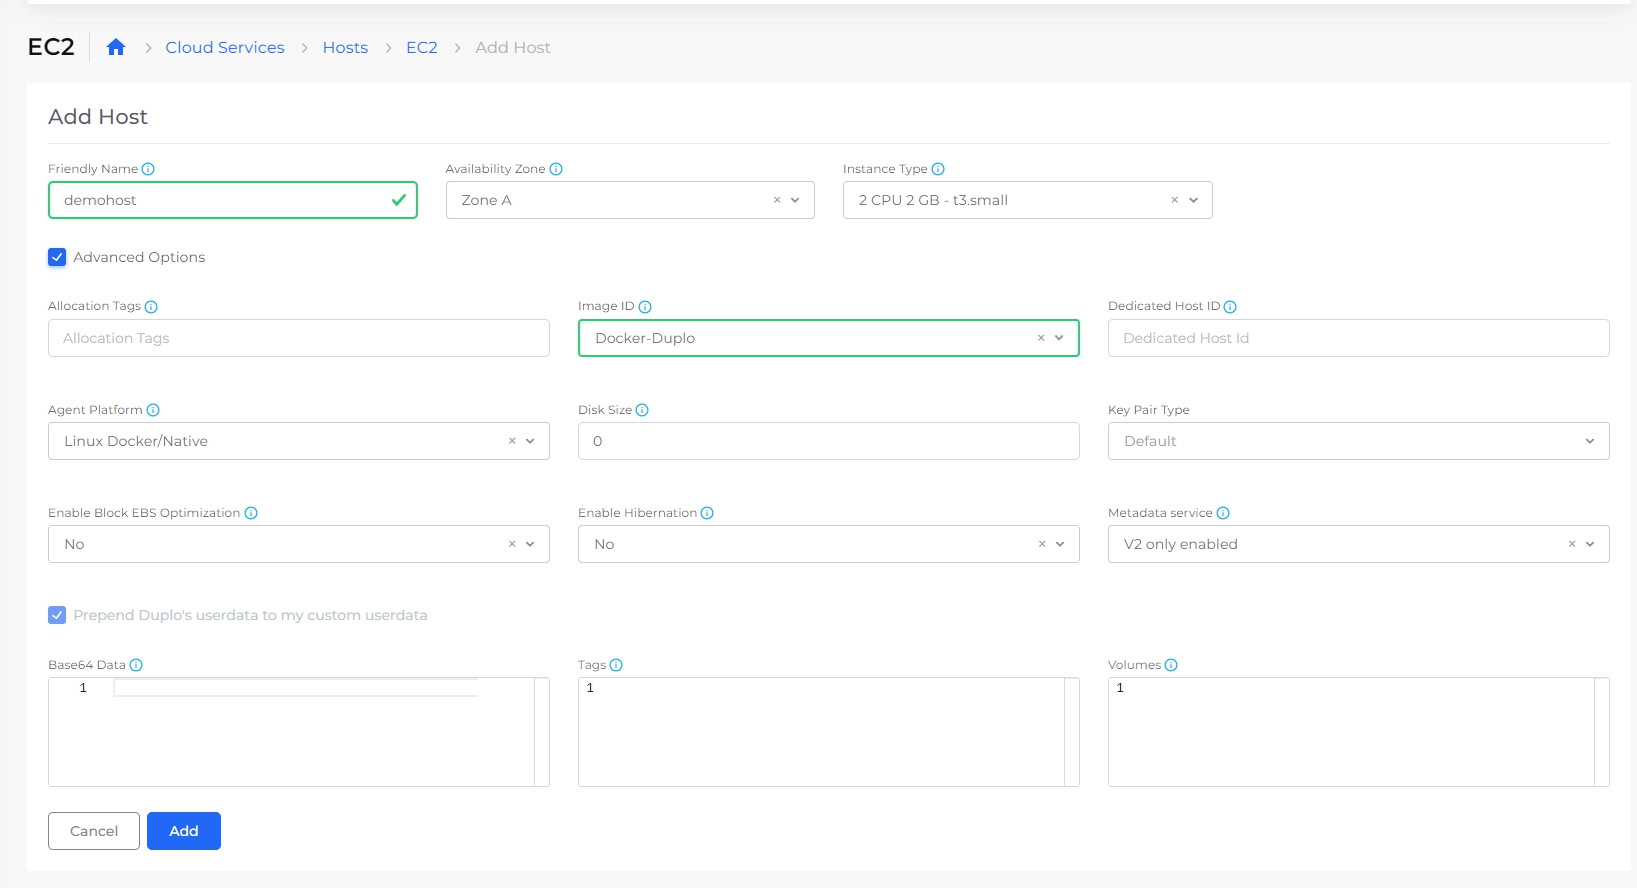 EC2 > Cloud Services > Hosts > EC2 > Add Host
Add Host
Friendly Name Availability Zone Instance Type
demohost Zone A × 2 CPU 2 GB - t3.small ×
Advanced Options
Allocation Tags Image ID Dedicated Host ID
Allocation Tags Docker-Duplo × Dedicated Host Id
Agent Platform Disk Size Key Pair Type
Linux Docker/Native × 0 Default
Enable Block EBS Optimization Enable Hibernation Metadata service
No × No × V2 only enabled ×
Prepend Duplo's userdata to my custom userdata
Base64 Data Tags Volumes
1 1 1
Cancel Add